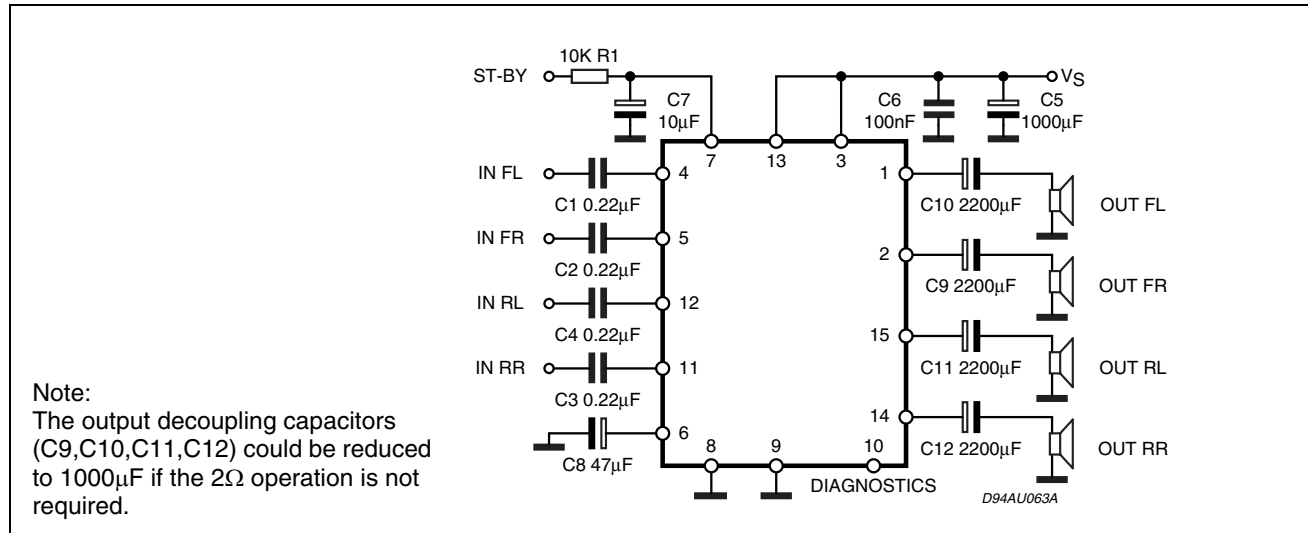 10K R1
ST-BY
C7
10μF
C6
100nF
VS
C5
1000μF
7
13
3
IN FL
4
C1 0.22μF
IN FR
5
C2 0.22μF
IN RL
12
C4 0.22μF
IN RR
11
C3 0.22μF
6
C8 47μF
8
9
10
DIAGNOSTICS
1
C10 2200μF
OUT FL
2
C9 2200μF
OUT FR
15
C11 2200μF
OUT RL
14
C12 2200μF
OUT RR
D94AU063A
Note:
The output decoupling capacitors
(C9,C10,C11,C12) could be reduced
to 1000μF if the 2Ω operation is not
required.